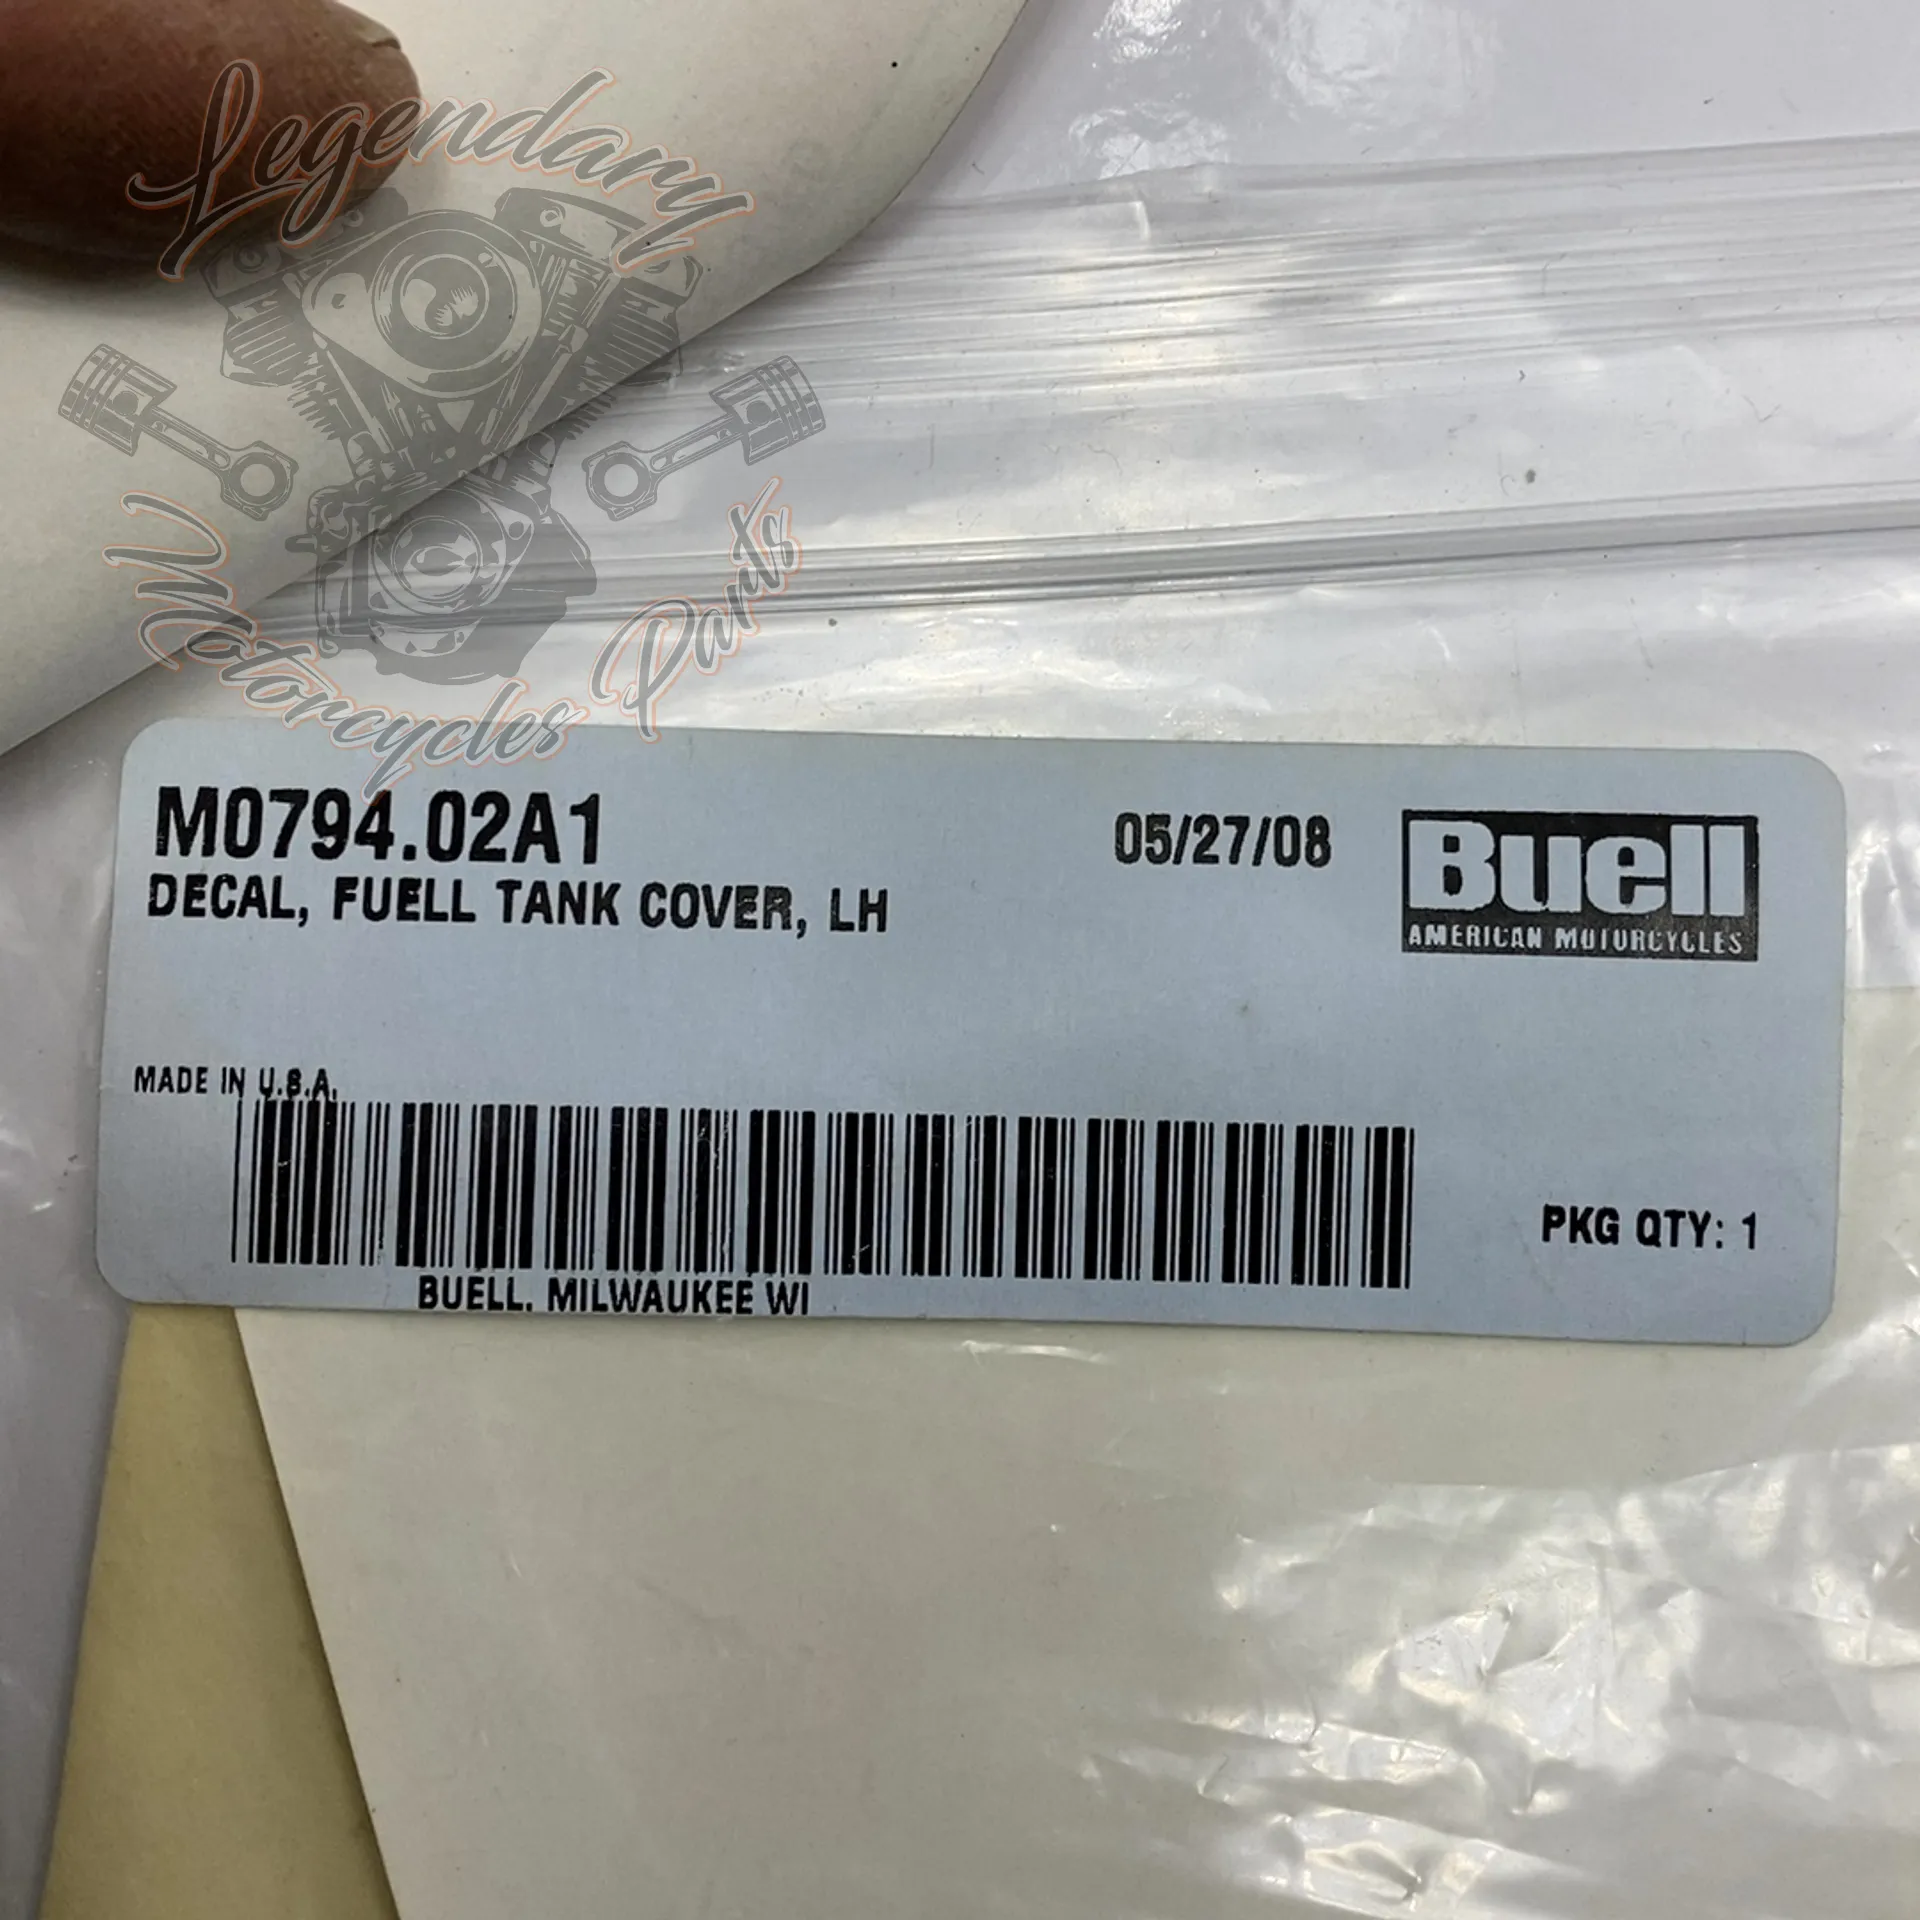 Legendary
Motorcycles Parts
M0794.02A1
DECAL, FUELL TANK COVER, LH
05/27/08
Buell
AMERICAN MOTORCYCLES
MADE IN U.S.A.
PKG QTY: 1
BUELL. MILWAUKEE WI